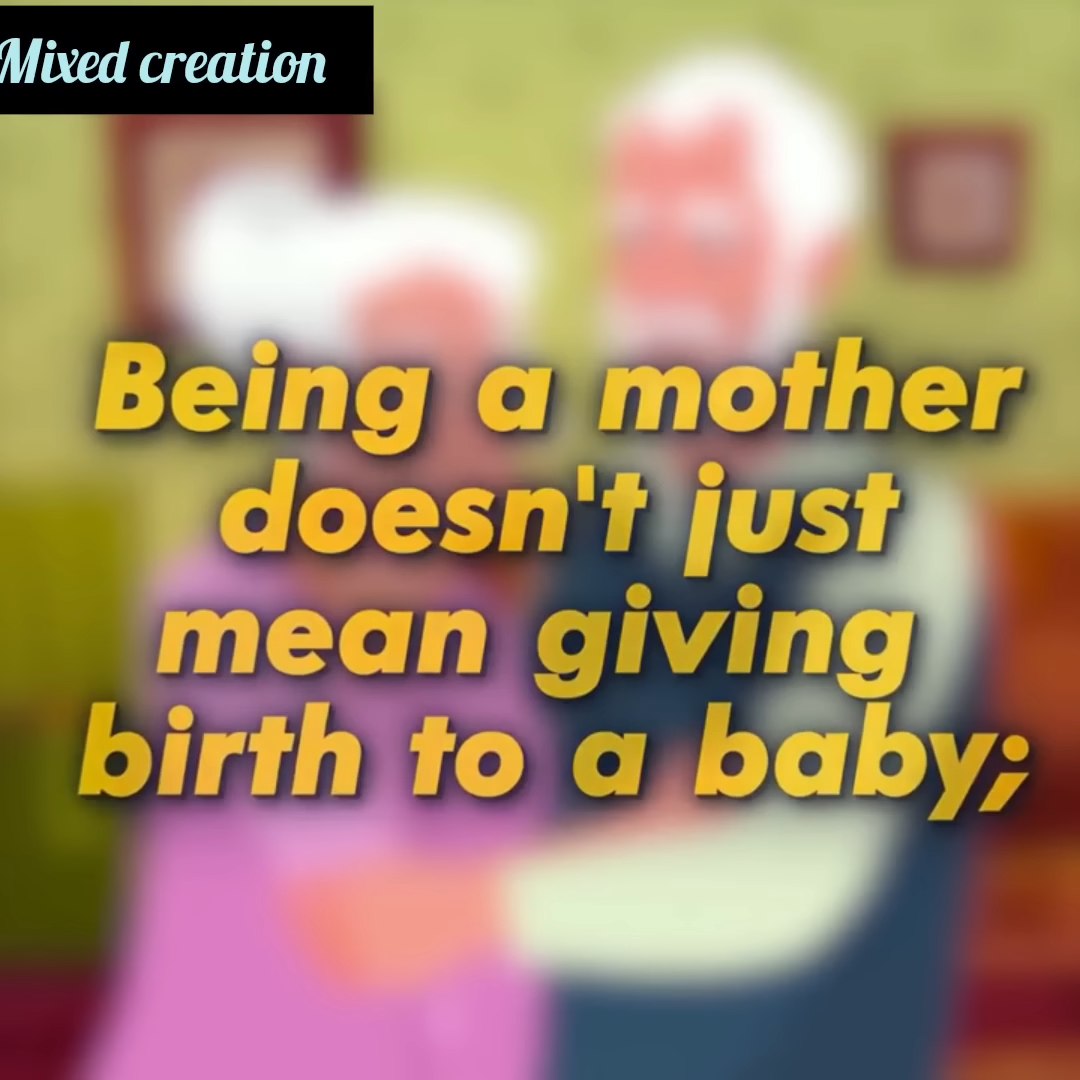 Mixed creation
Being a mother
doesn't just
mean giving
birth to a baby;